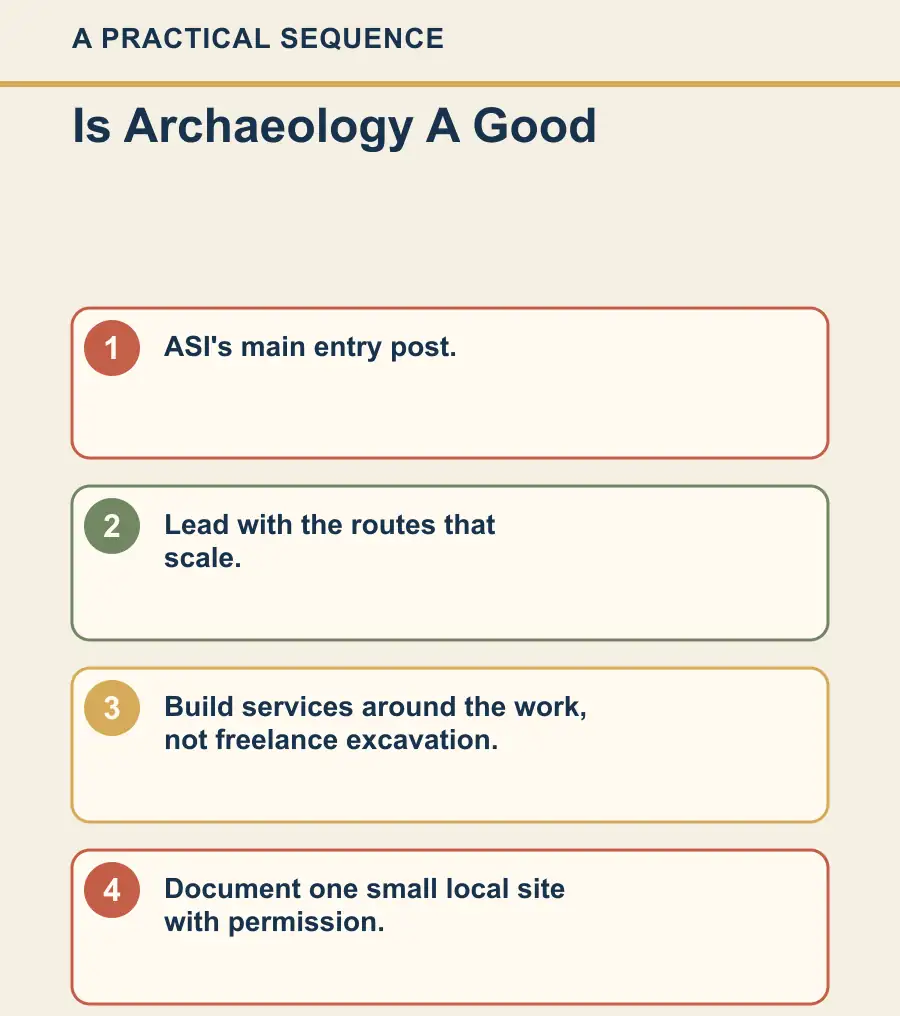 A PRACTICAL SEQUENCE
Is Archaeology A Good
1
ASI's main entry post.
2
Lead with the routes that
scale.
3
Build services around the work,
not freelance excavation.
4
Document one small local site
with permission.